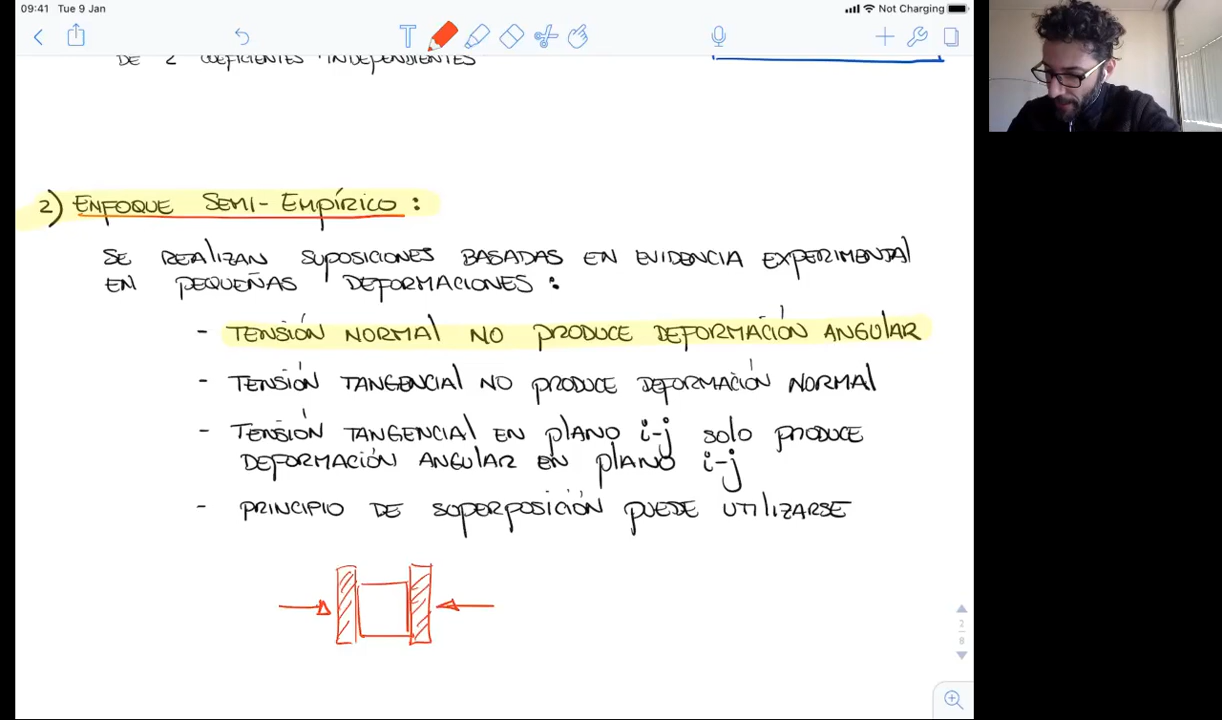 09:41 Tue 9 Jan
Not Charging
DE 2 COEFICIENTES INDEPENDIENTES
2) ENFOQUE SEMI-EMPÍRICO:
SE REALIZAN SUPOSICIONES BASADAS EN EVIDENCIA EXPERIMENTAL
EN PEQUEÑAS DEFORMACIONES:
- TENSIÓN NORMAL NO PRODUCE DEFORMACIÓN ANGULAR
- TENSIÓN TANGENCIAL NO PRODUCE DEFORMACIÓN NORMAL
- TENSIÓN TANGENCIAL EN PLANO i-j SOLO PRODUCE
DEFORMACIÓN ANGULAR EN PLANO i-j
- PRINCIPIO DE SUPERPOSICIÓN PUEDE UTILIZARSE
2
8